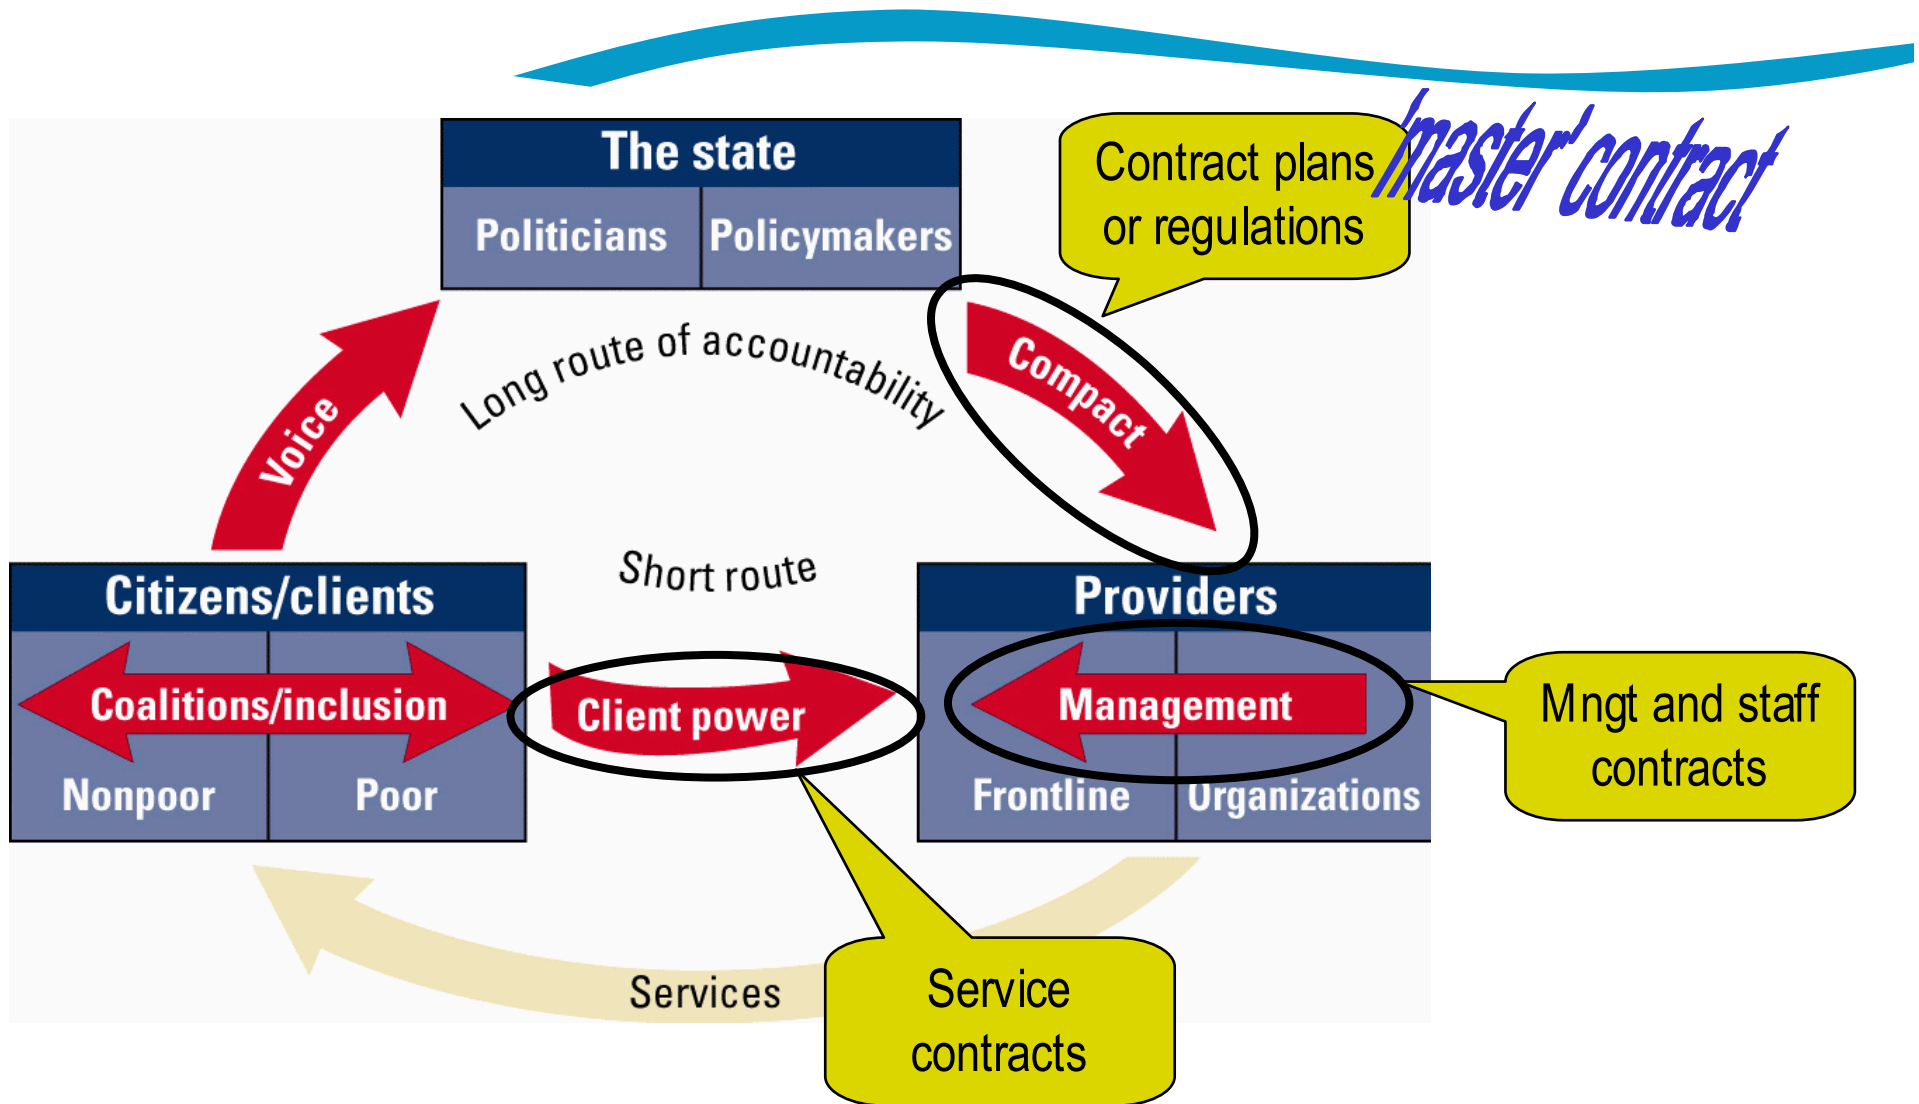 'master' contract
The state
Contract plans
or regulations
Politicians
Policymakers
Long route of accountability
Compact
Voice
Short route
Citizens/clients
Providers
Coalitions/inclusion
Client power
Management
Mngt and staff
contracts
Nonpoor
Poor
Frontline
Organizations
Services
Service
contracts